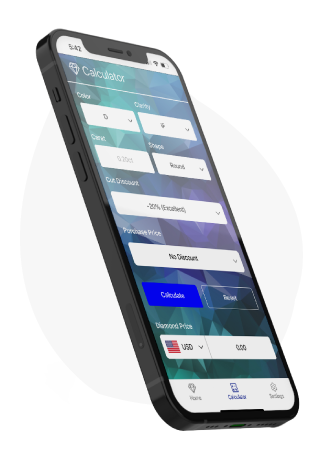 5:42
Calculator
Color
Clarity
D
IF
Carat
Shape
0.00ct
Round
Cut Discount
-20% (Excellent)
Purchase Price
No Discount
Calculate
Reset
Diamond Price
USD
0.00
Home
Calculator
Settings